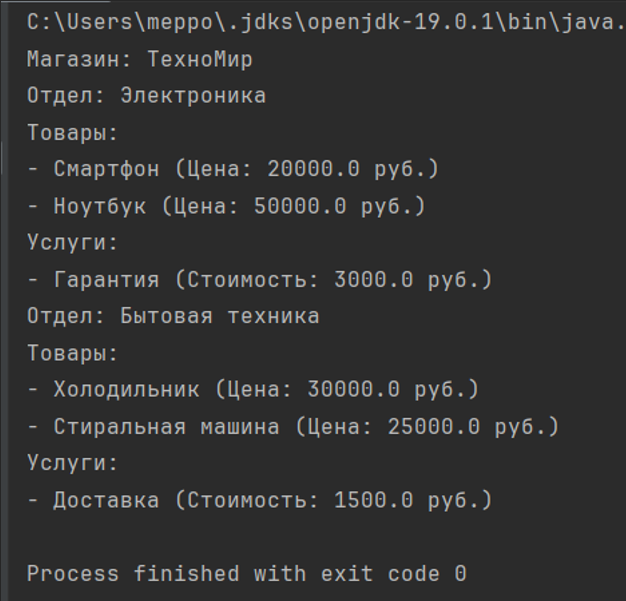 C:\Users\meppo\.jdks\openjdk-19.0.1\bin\java.
Магазин: ТехноМир
Отдел: Электроника
Товары:
- Смартфон (Цена: 20000.0 руб.)
- Ноутбук (Цена: 50000.0 руб.)
Услуги:
- Гарантия (Стоимость: 3000.0 руб.)
Отдел: Бытовая техника
Товары:
- Холодильник (Цена: 30000.0 руб.)
- Стиральная машина (Цена: 25000.0 руб.)
Услуги:
- Доставка (Стоимость: 1500.0 руб.)
Process finished with exit code 0